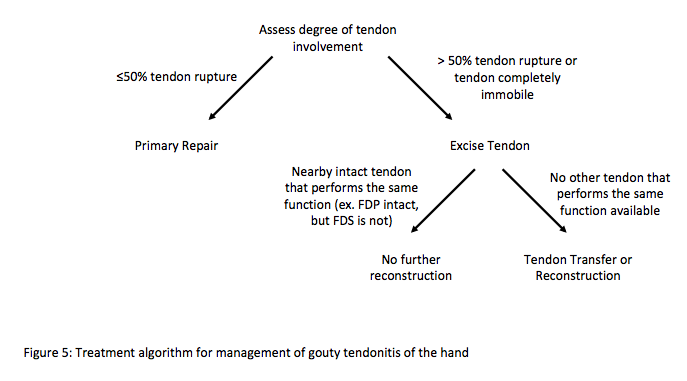 Assess degree of tendon
involvement
≤50% tendon rupture
> 50% tendon rupture or
tendon completely
immobile
Primary Repair
Excise Tendon
Nearby intact tendon
that performs the same
function (ex. FDP intact,
but FDS is not)
No other tendon that
performs the same
function available
No further
reconstruction
Tendon Transfer or
Reconstruction
Figure 5: Treatment algorithm for management of gouty tendonitis of the hand